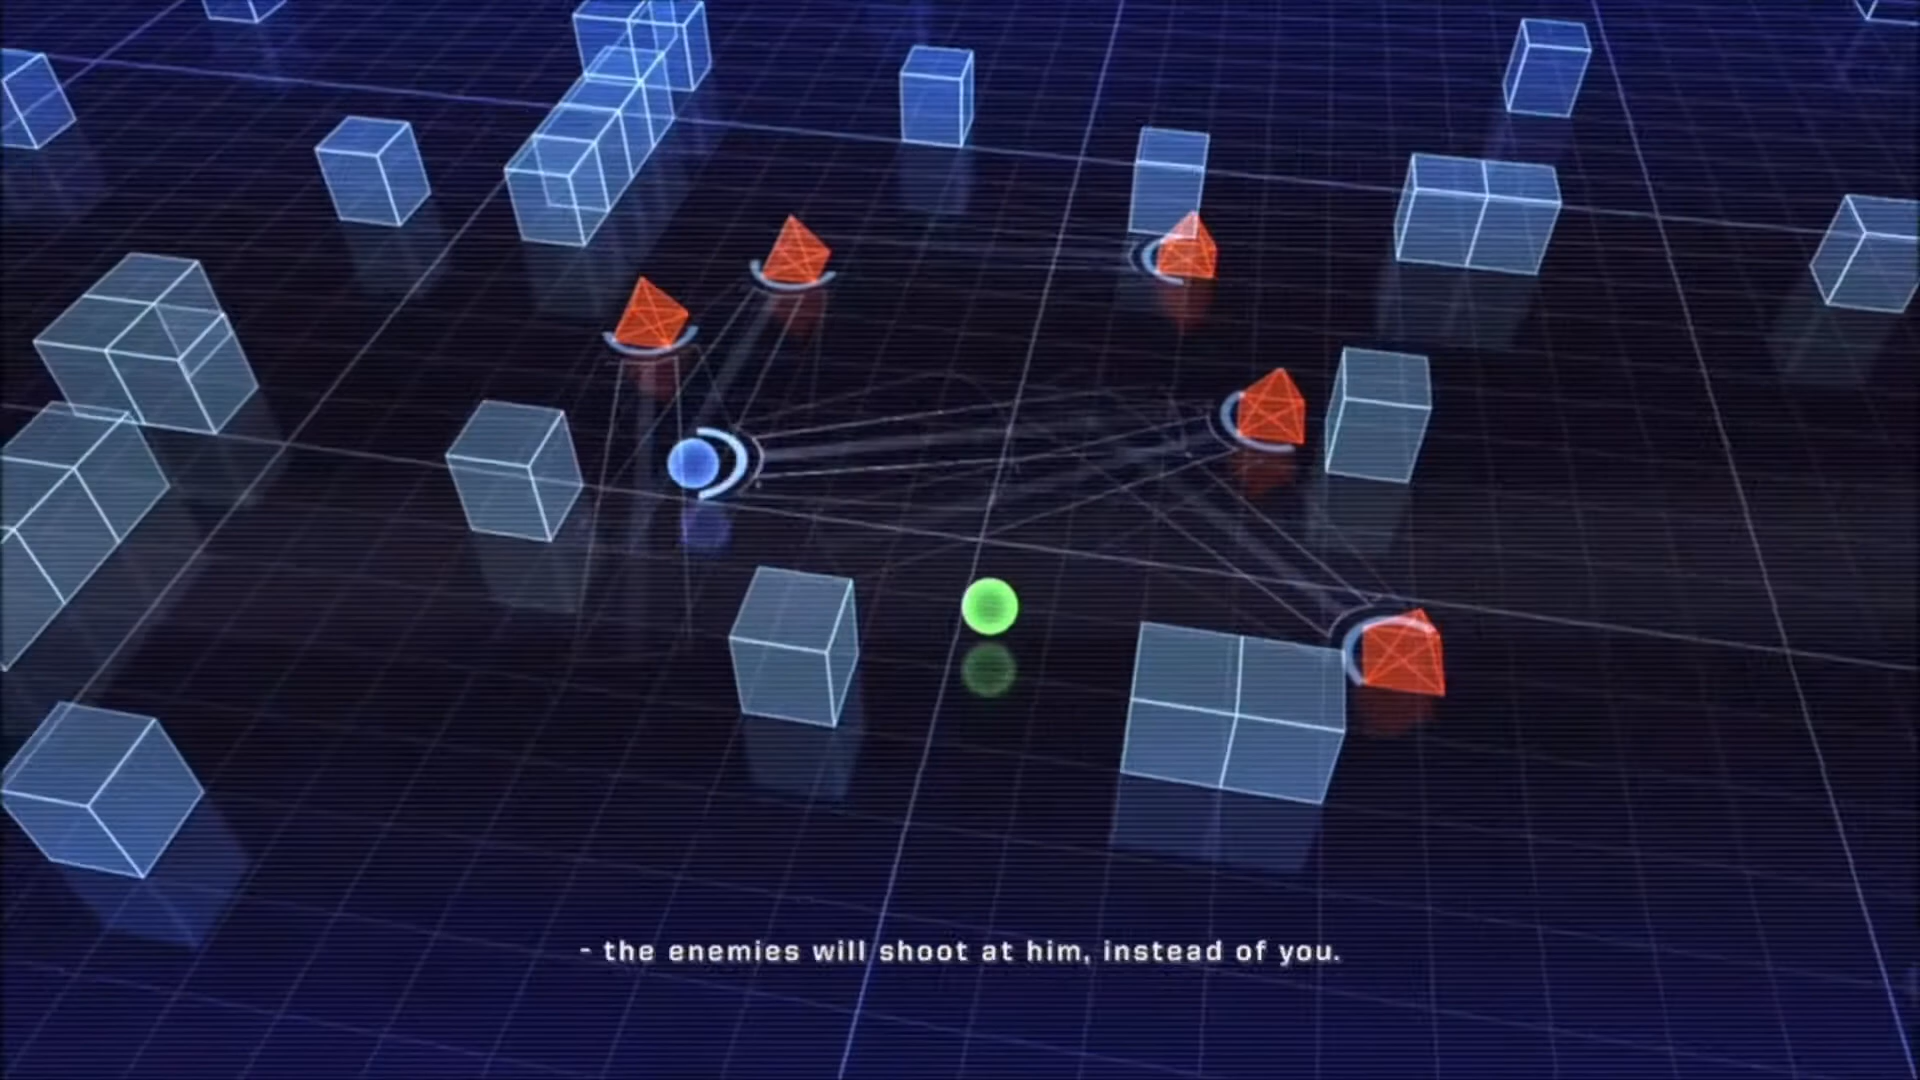 - the enemies will shoot at him, instead of you.